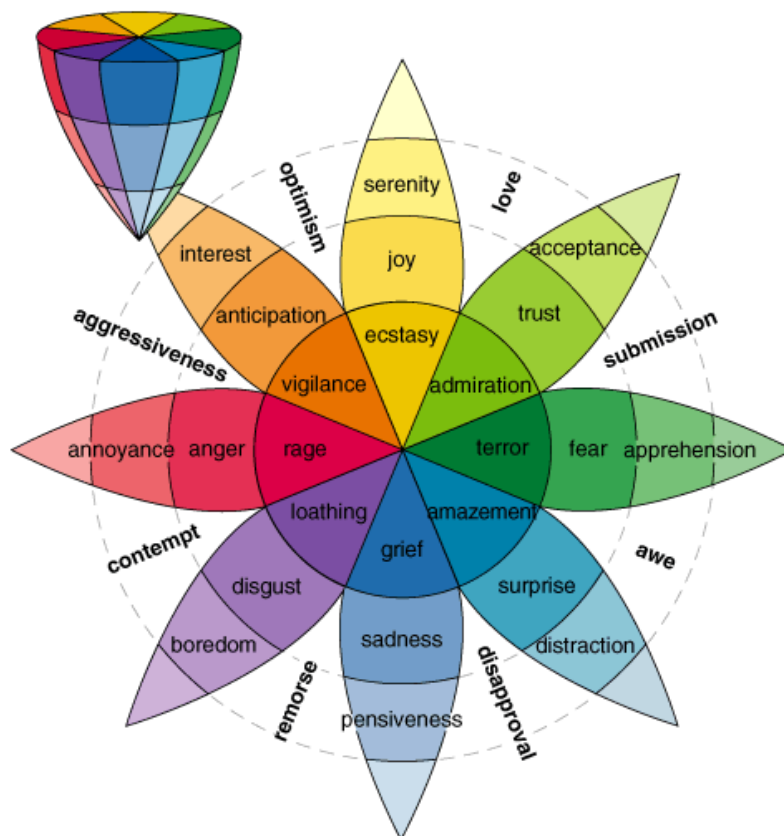 optimism
love
serenity
interest
acceptance
joy
anticipation
trust
aggressiveness
submission
ecstasy
vigilance
admiration
annoyance
anger
rage
terror
fear
apprehension
loathing
amazement
contempt
grief
awe
disgust
surprise
boredom
sadness
distraction
remorse
disapproval
pensiveness